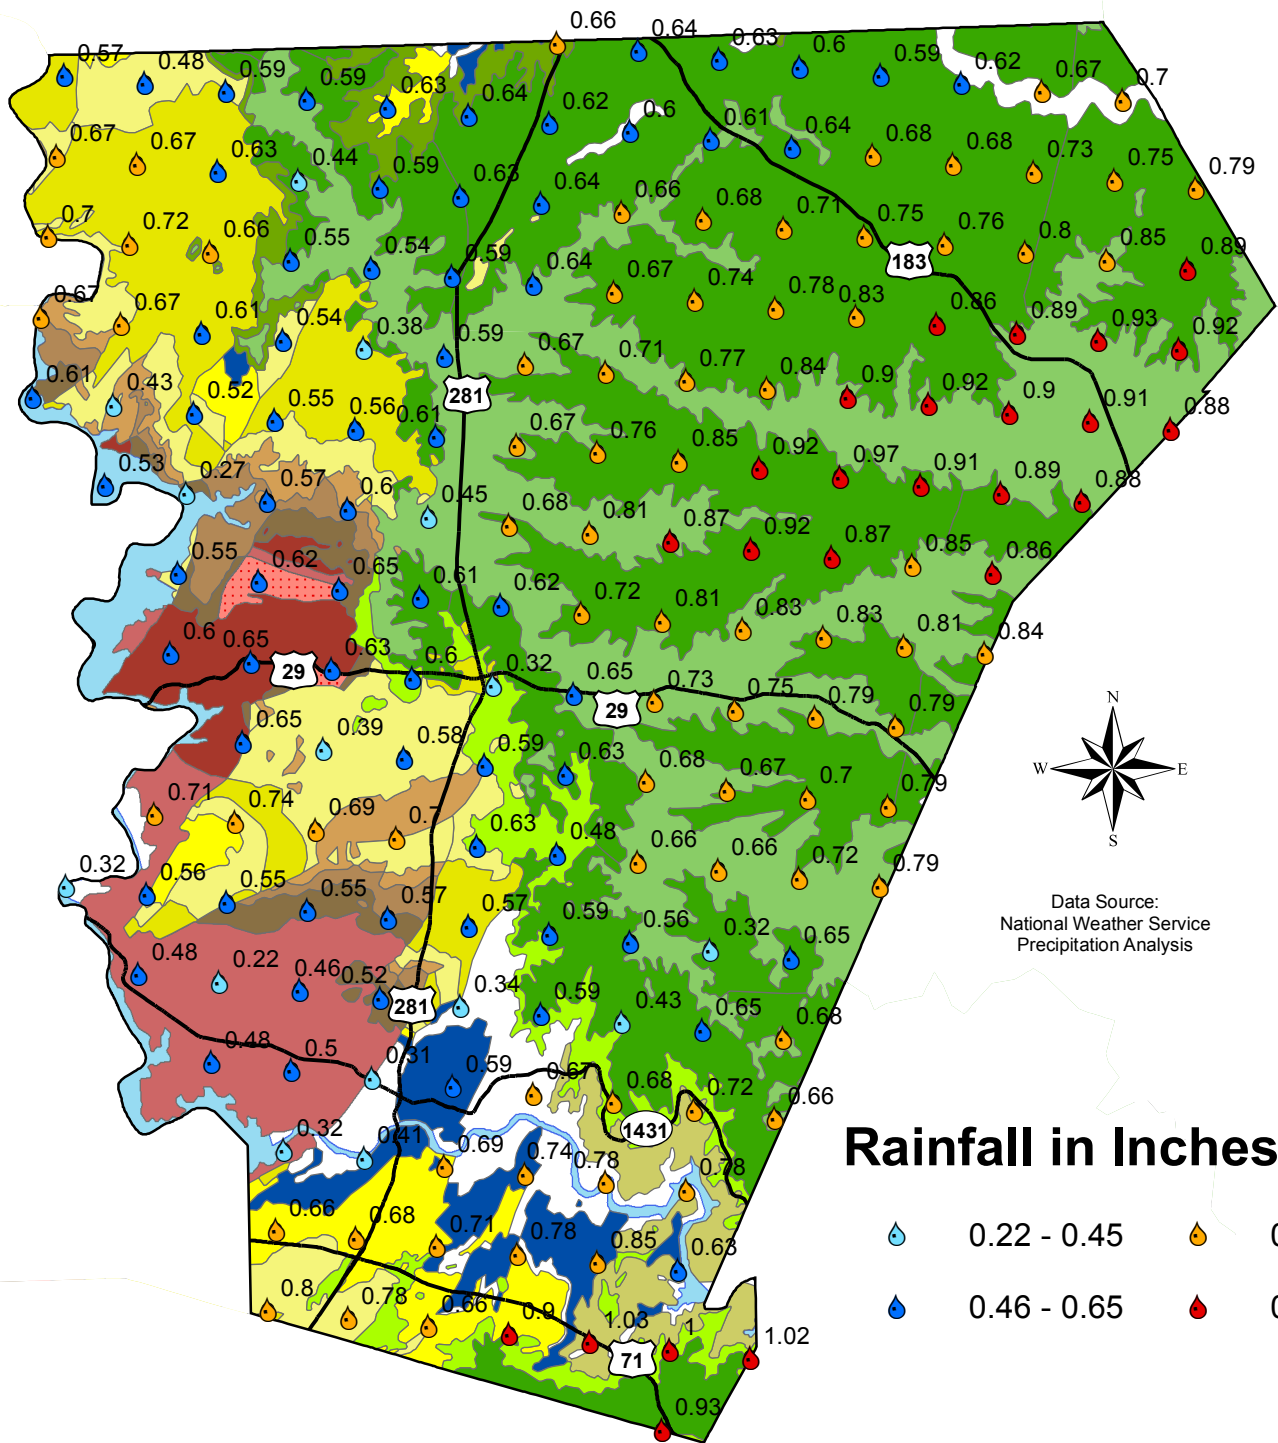 0.66
0.57 0.48 0.59 0.59 0.63 0.64 0.62 0.64 0.63 0.6 0.59 0.62 0.67 0.7
0.6 0.61 0.64 0.68 0.68 0.73 0.75 0.79
0.67 0.67 0.63 0.44 0.59 0.63 0.64 0.66 0.68 0.71 0.75 0.76 0.8 0.85 0.89
183
0.7 0.72 0.66 0.55 0.54 0.59 0.64 0.67 0.74 0.78 0.83 0.86 0.89 0.93 0.92
0.67 0.67 0.61 0.54 0.38 0.59 0.67 0.71 0.77 0.84 0.9 0.92 0.9 0.91 0.88
281
0.61 0.43 0.52 0.55 0.56 0.61 0.67 0.76 0.85 0.92 0.97 0.91 0.89 0.88
0.53 0.27 0.57 0.6 0.45 0.68 0.81 0.87 0.92 0.87 0.85 0.86
0.55 0.62 0.65 0.61 0.62 0.72 0.81 0.83 0.83 0.81 0.84
0.6 0.65 0.63 0.6 0.32 0.65 0.73 0.75 0.79 0.79
29
29
0.65 0.39 0.58 0.59 0.63 0.68 0.67 0.7 0.79
N
W E
S
0.71 0.74 0.69 0.7 0.63 0.48 0.66 0.66 0.72 0.79
0.32 0.56 0.55 0.55 0.57 0.57 0.59 0.56 0.32 0.65
Data Source:
National Weather Service
Precipitation Analysis
0.48 0.22 0.46 0.52 0.34 0.59 0.43 0.65 0.68
281
0.48 0.5 0.31 0.59 0.67 0.68 0.72 0.66
1431
0.32 0.41 0.69 0.74 0.78 0.78
Rainfall in Inches
0.66 0.68 0.71 0.78 0.85 0.63
0.22 - 0.45
0.46 - 0.65
0.8 0.78 0.66 0.9 1.03 1 1.02
71
0.93